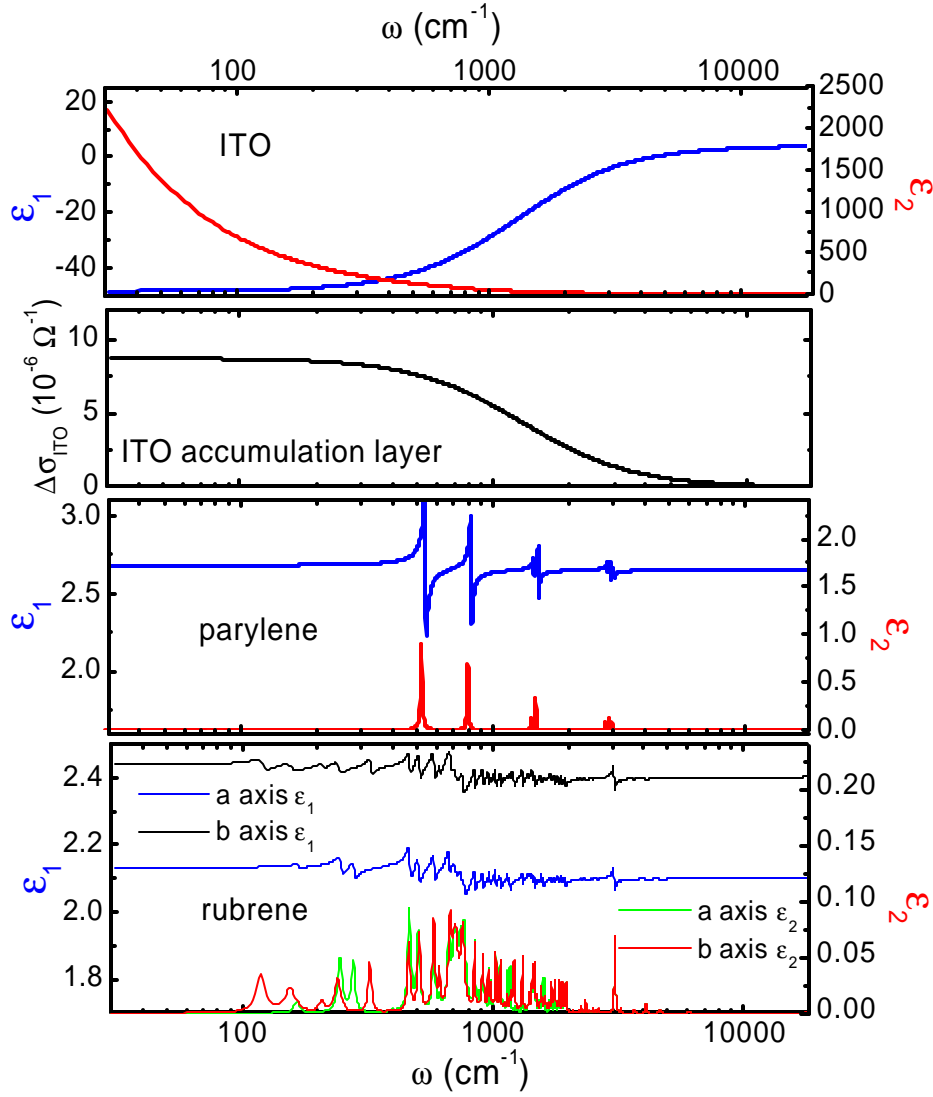 ω (cm⁻¹)
100 1000 10000
ITO
ε₁
20
0
-20
-40
ε₂
2500
2000
1500
1000
500
0
Δσ_ITO (10⁻⁶ Ω⁻¹)
10
5
0
ITO accumulation layer
ε₁
3.0
2.5
2.0
parylene
ε₂
2.0
1.5
1.0
0.5
0.0
ε₁
2.4
2.2
2.0
1.8
a axis ε₁
b axis ε₁
rubrene
a axis ε₂
b axis ε₂
ε₂
0.20
0.15
0.10
0.05
0.00
100 1000 10000
ω (cm⁻¹)